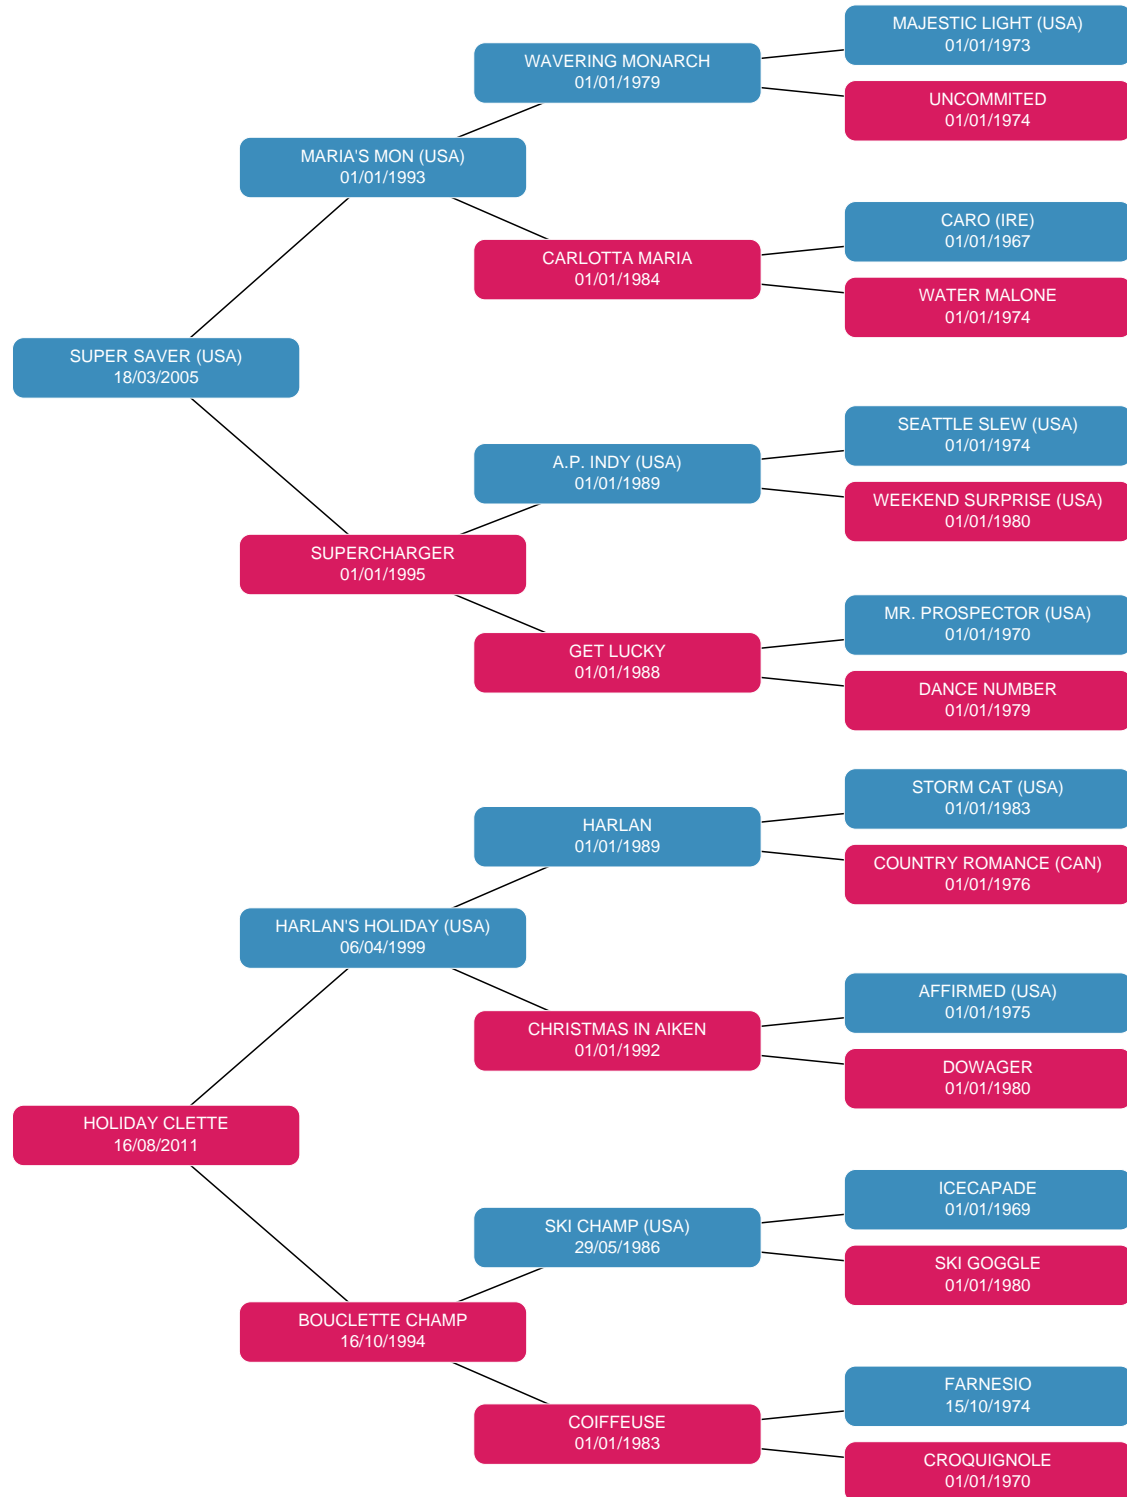 MAJESTIC LIGHT (USA)
01/01/1973
WAVERING MONARCH
01/01/1979
UNCOMMITED
01/01/1974
MARIA'S MON (USA)
01/01/1993
CARO (IRE)
01/01/1967
CARLOTTA MARIA
01/01/1984
WATER MALONE
01/01/1974
SUPER SAVER (USA)
18/03/2005
SEATTLE SLEW (USA)
01/01/1974
A.P. INDY (USA)
01/01/1989
WEEKEND SURPRISE (USA)
01/01/1980
SUPERCHARGER
01/01/1995
MR. PROSPECTOR (USA)
01/01/1970
GET LUCKY
01/01/1988
DANCE NUMBER
01/01/1979
STORM CAT (USA)
01/01/1983
HARLAN
01/01/1989
COUNTRY ROMANCE (CAN)
01/01/1976
HARLAN'S HOLIDAY (USA)
06/04/1999
AFFIRMED (USA)
01/01/1975
CHRISTMAS IN AIKEN
01/01/1992
DOWAGER
01/01/1980
HOLIDAY CLETTE
16/08/2011
ICECAPADE
01/01/1969
SKI CHAMP (USA)
29/05/1986
SKI GOGGLE
01/01/1980
BOUCLETTE CHAMP
16/10/1994
FARNESIO
15/10/1974
COIFFEUSE
01/01/1983
CROQUIGNOLE
01/01/1970